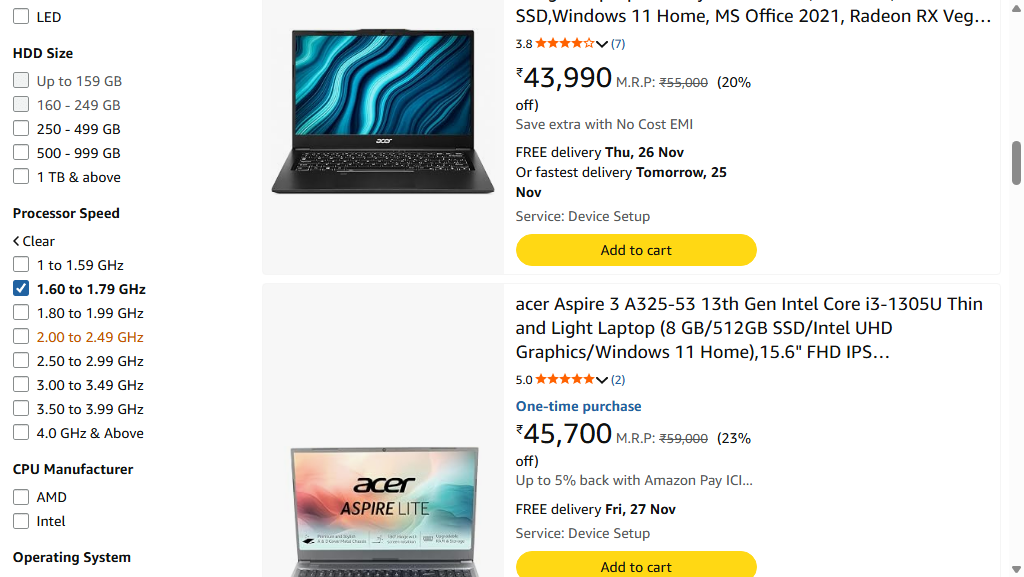 LED
HDD Size
Up to 159 GB
160 - 249 GB
250 - 499 GB
500 - 999 GB
1 TB & above
Processor Speed
Clear
1 to 1.59 GHz
1.60 to 1.79 GHz
1.80 to 1.99 GHz
2.00 to 2.49 GHz
2.50 to 2.99 GHz
3.00 to 3.49 GHz
3.50 to 3.99 GHz
4.0 GHz & Above
CPU Manufacturer
AMD
Intel
Operating System
acer
SSD,Windows 11 Home, MS Office 2021, Radeon RX Veg…
3.8 (7)
₹43,990 M.R.P: ₹55,000 (20%
off)
Save extra with No Cost EMI
FREE delivery Thu, 26 Nov
Or fastest delivery Tomorrow, 25
Nov
Service: Device Setup
Add to cart
acer
ASPIRE LITE
acer Aspire 3 A325-53 13th Gen Intel Core i3-1305U Thin
and Light Laptop (8 GB/512GB SSD/Intel UHD
Graphics/Windows 11 Home),15.6" FHD IPS…
5.0 (2)
One-time purchase
₹45,700 M.R.P: ₹59,000 (23%
off)
Up to 5% back with Amazon Pay ICI…
FREE delivery Fri, 27 Nov
Service: Device Setup
Add to cart